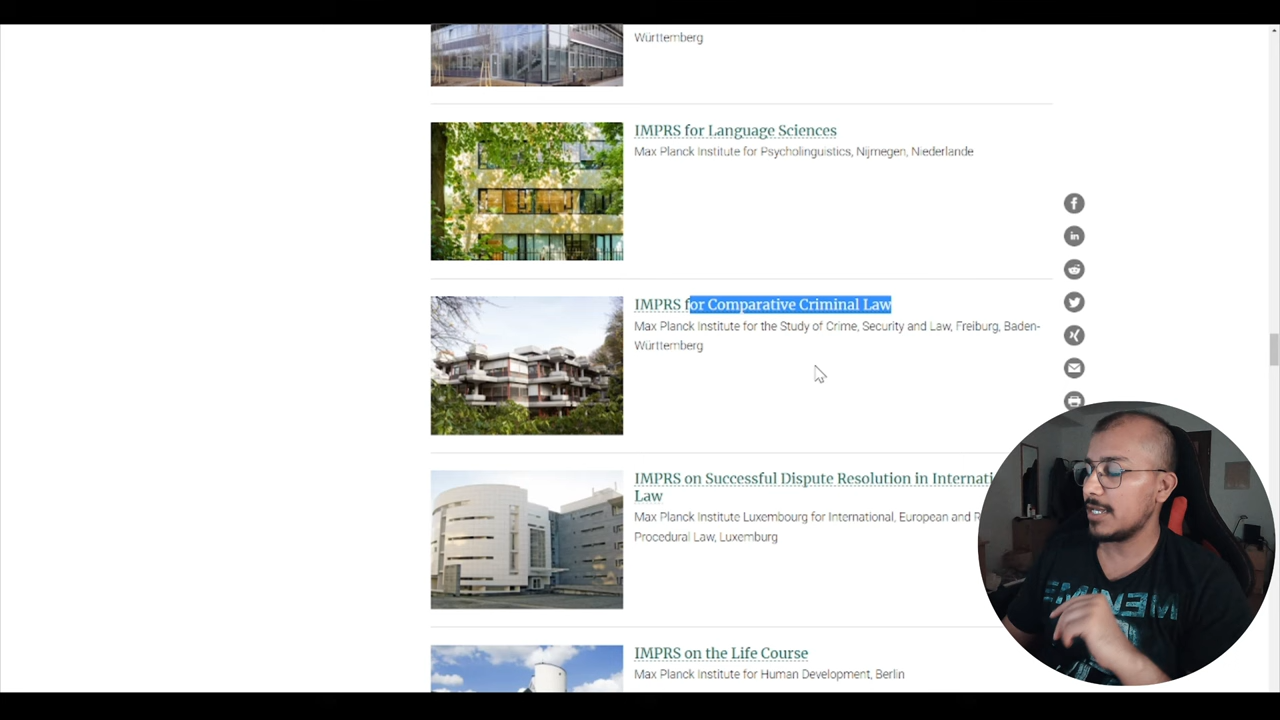 Württemberg
IMPRS for Language Sciences
Max Planck Institute for Psycholinguistics, Nijmegen, Niederlande
IMPRS for Comparative Criminal Law
Max Planck Institute for the Study of Crime, Security and Law, Freiburg, Baden-
Württemberg
IMPRS on Successful Dispute Resolution in Internati
Law
Max Planck Institute Luxembourg for International, European and R
Procedural Law, Luxemburg
IMPRS on the Life Course
Max Planck Institute for Human Development, Berlin
EMINEM